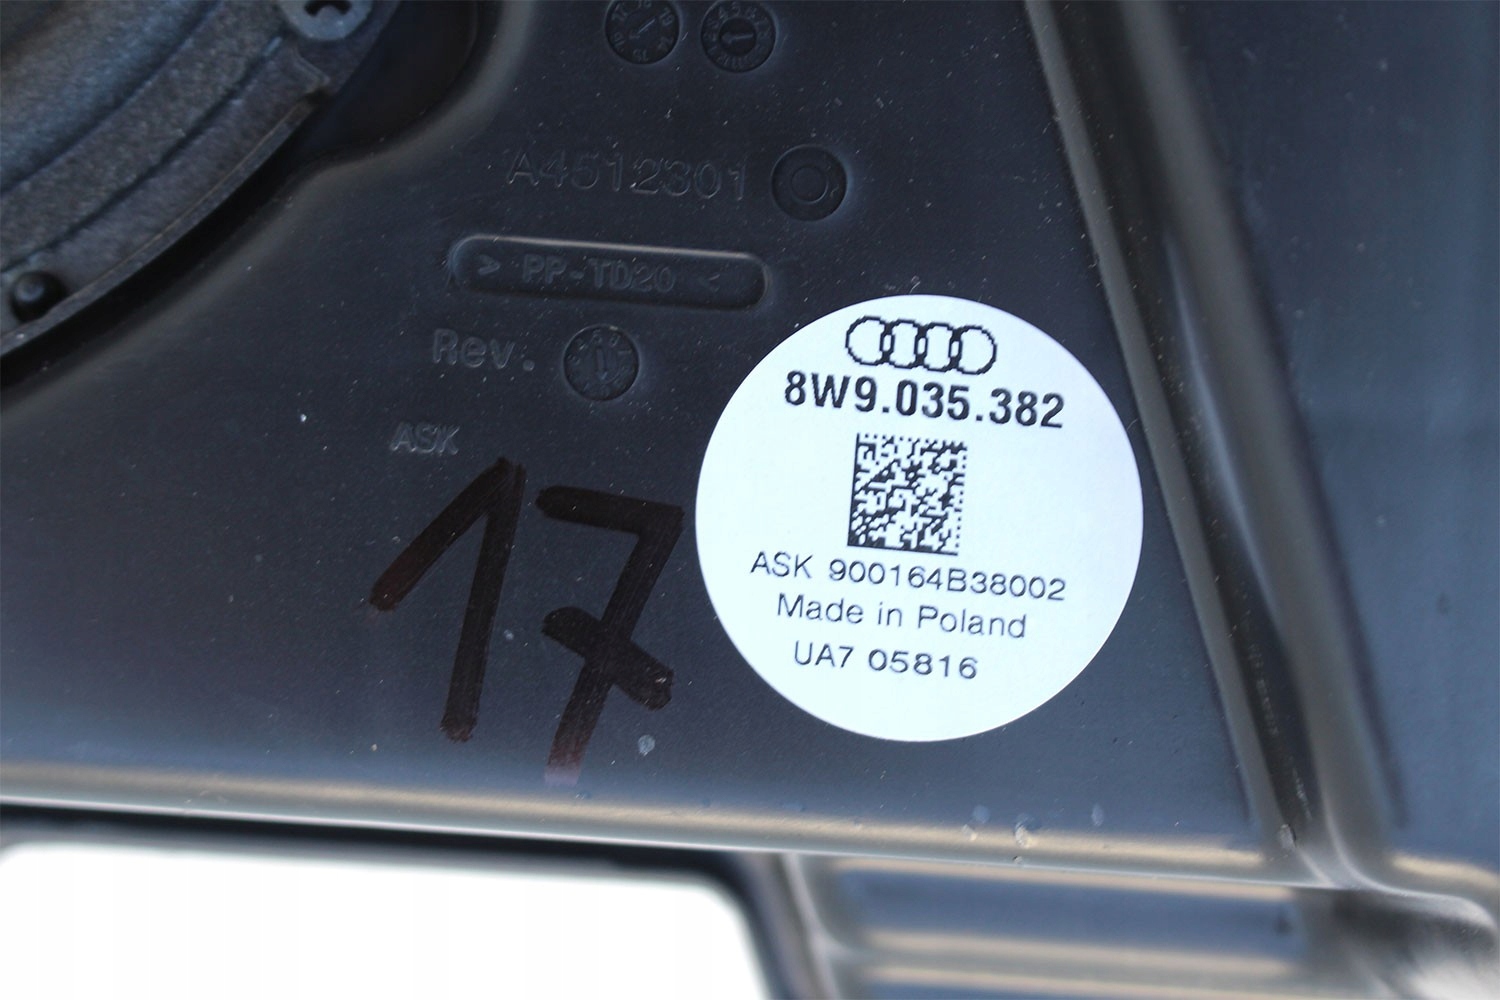 A4512301
> PP-TD20 <
Rev.
ASK
17
8W9.035.382
ASK 900164B38002
Made in Poland
UA7 05816